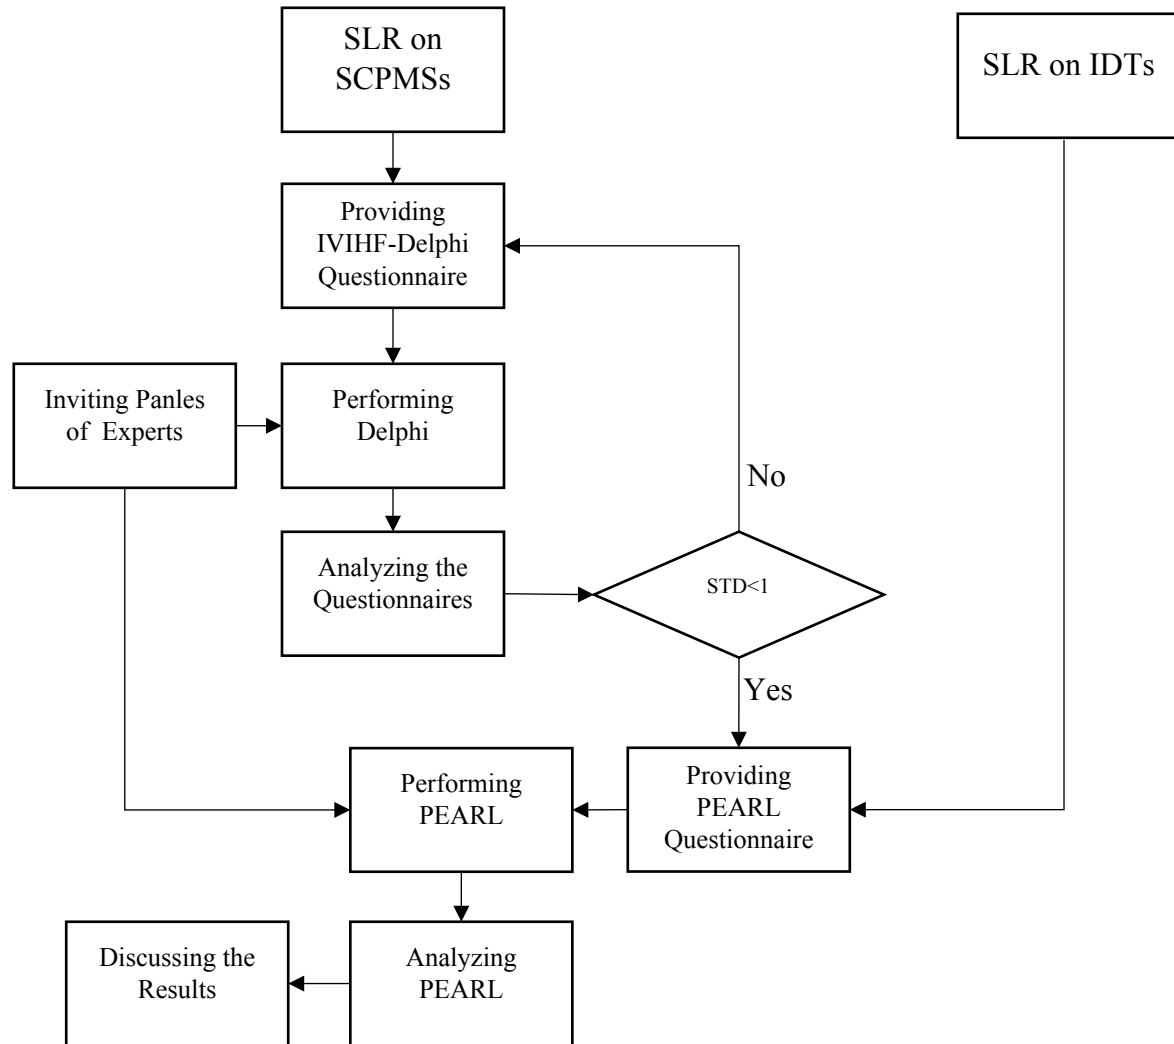 SLR on
SCPMSs
SLR on IDTs
Providing
IVIHF-Delphi
Questionnaire
Inviting Panles
of Experts
Performing
Delphi
No
Analyzing the
Questionnaires
STD<1
Yes
Performing
PEARL
Providing
PEARL
Questionnaire
Discussing the
Results
Analyzing
PEARL